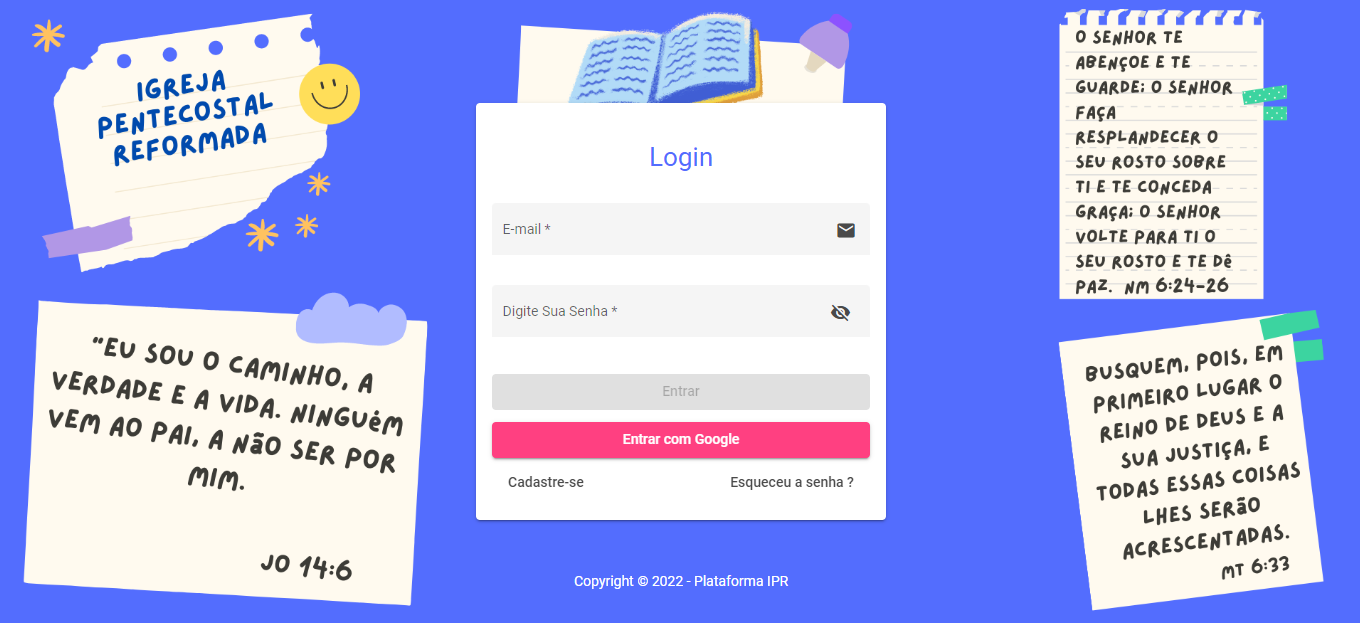 IGREJA
PENTECOSTAL
REFORMADA
"EU SOU O CAMINHO, A
VERDADE E A VIDA. NINGUÉM
VEM AO PAI, A NÃO SER POR
MIM.
JO 14:6
Login
E-mail *
Digite Sua Senha *
Entrar
Entrar com Google
Cadastre-se
Esqueceu a senha ?
Copyright © 2022 - Plataforma IPR
O SENHOR TE
ABENÇOE E TE
GUARDE; O SENHOR
FAÇA
RESPLANDECER O
SEU ROSTO SOBRE
TI E TE CONCEDA
GRAÇA; O SENHOR
VOLTE PARA TI O
SEU ROSTO E TE DÊ
PAZ. NM 6:24-26
BUSQUEM, POIS, EM
PRIMEIRO LUGAR O
REINO DE DEUS E A
SUA JUSTIÇA, E
TODAS ESSAS COISAS
LHES SERÃO
ACRESCENTADAS.
MT 6:33